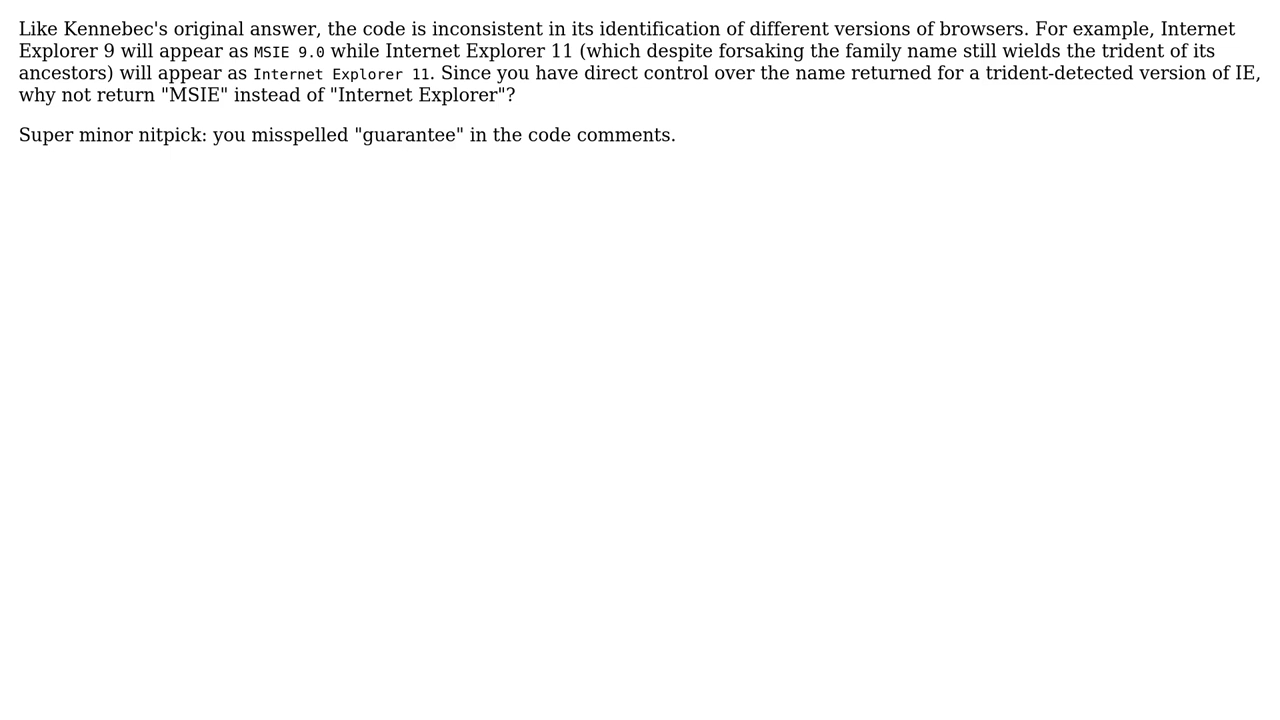 Like Kennebec's original answer, the code is inconsistent in its identification of different versions of browsers. For example, Internet
Explorer 9 will appear as MSIE 9.0 while Internet Explorer 11 (which despite forsaking the family name still wields the trident of its
ancestors) will appear as Internet Explorer 11. Since you have direct control over the name returned for a trident-detected version of IE,
why not return "MSIE" instead of "Internet Explorer"?
Super minor nitpick: you misspelled "guarantee" in the code comments.